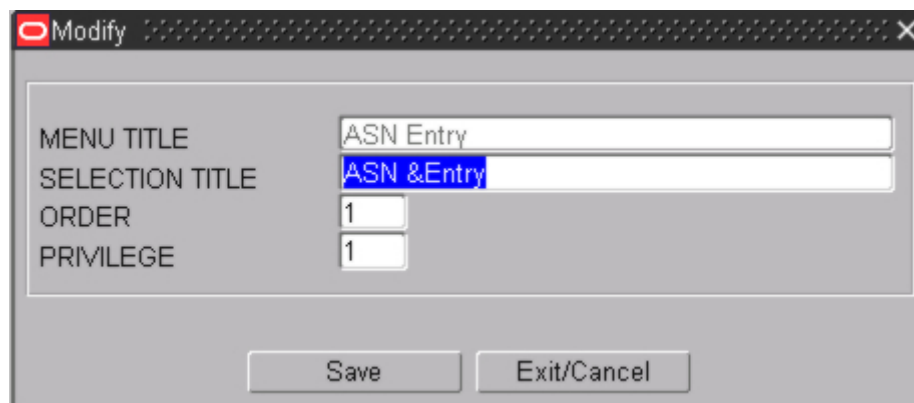 Modify
MENU TITLE ASN Entry
SELECTION TITLE ASN &Entry
ORDER 1
PRIVILEGE 1
Save Exit/Cancel